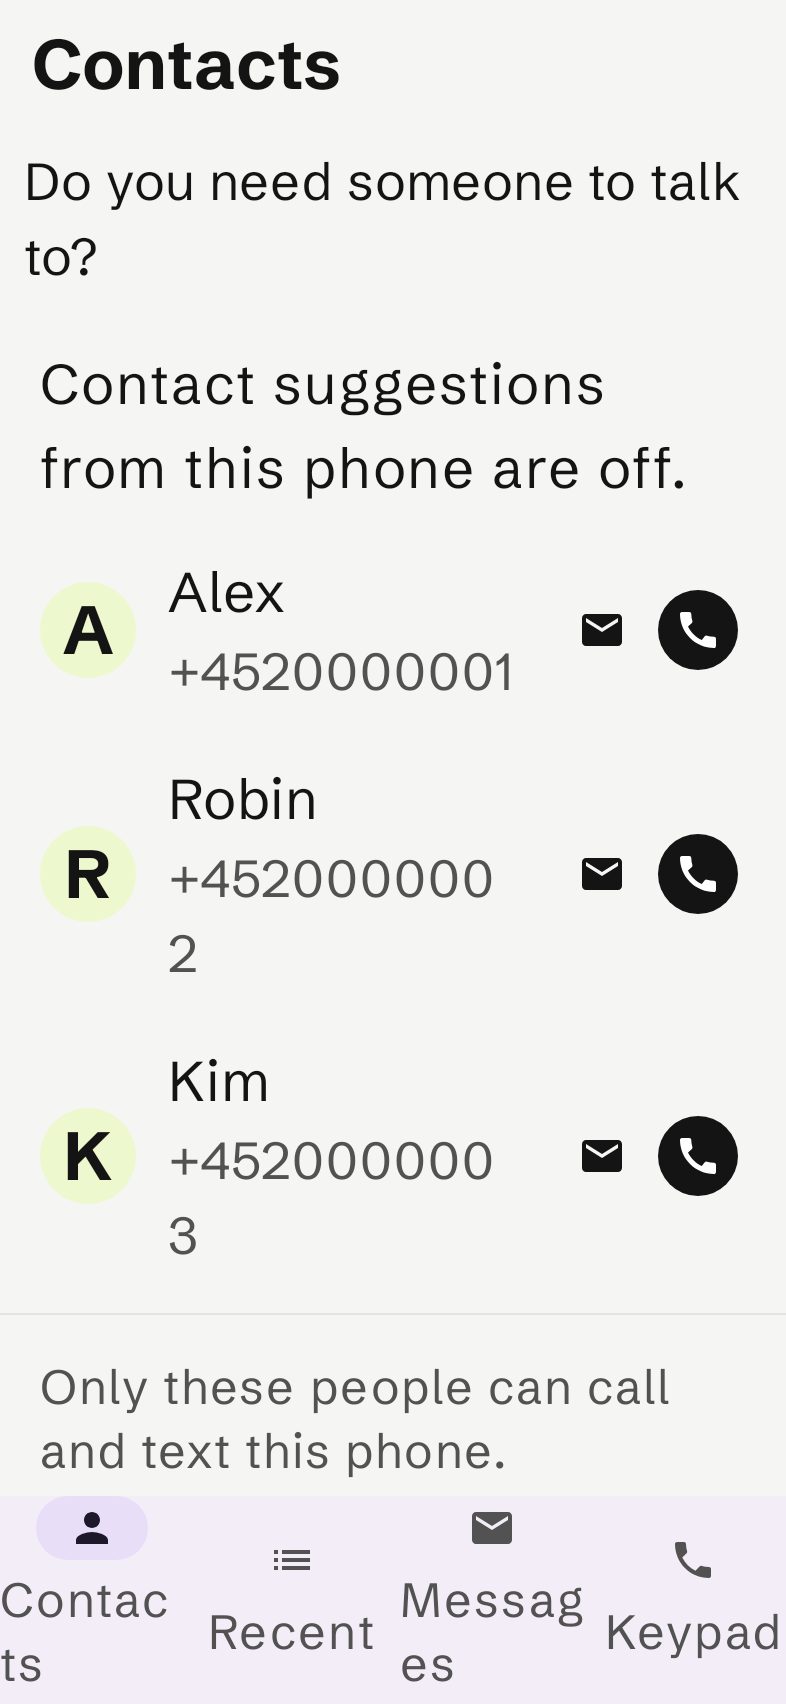 Contacts
Do you need someone to talk
to?
Contact suggestions
from this phone are off.
A
Alex
+4520000001
R
Robin
+452000000
2
K
Kim
+452000000
3
Only these people can call
and text this phone.
Contac
ts
Recent
Messag
es
Keypad